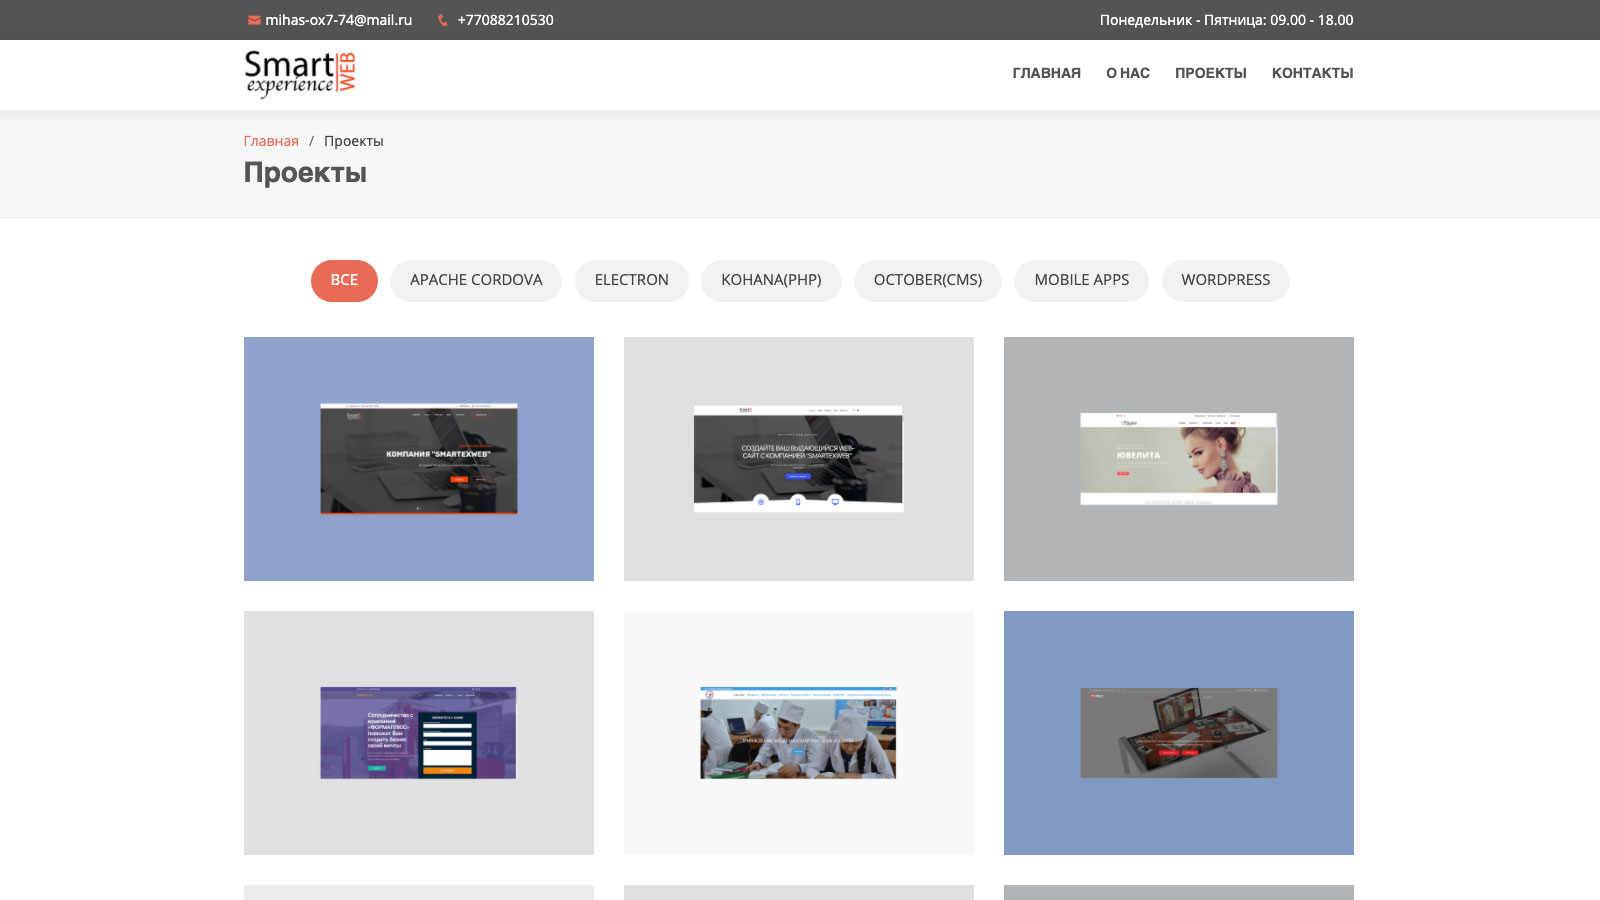 mihas-ox7-74@mail.ru +77088210530 Понедельник - Пятница: 09.00 - 18.00
Smart experience WEB
ГЛАВНАЯ О НАС ПРОЕКТЫ КОНТАКТЫ
Главная / Проекты
Проекты
ВСЕ APACHE CORDOVA ELECTRON KOHANA(PHP) OCTOBER(CMS) MOBILE APPS WORDPRESS
КОМПАНИЯ "SMARTEXWEB"
СОЗДАЙТЕ ВАШ ВЫДАЮЩИЙСЯ WEB-
САЙТ С КОМПАНИЕЙ "SMARTEXWEB"
ЮВЕЛИТА
Сотрудничество с
компанией
«ФОРМАПЛЮС»
поможет Вам
создать бизнес
своей мечты